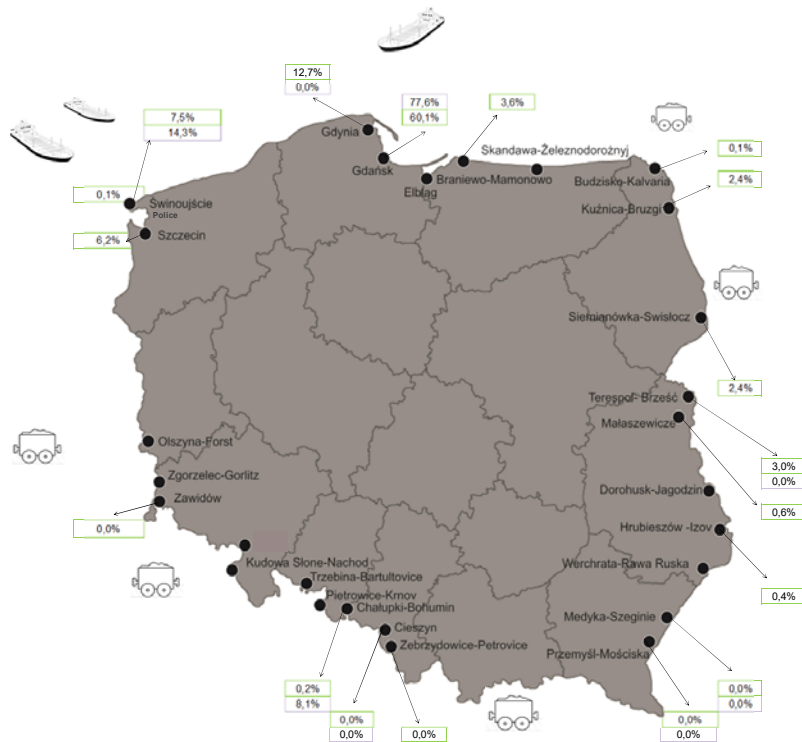 12,7%
0,0%
77,6%
60,1%
3,6%
7,5%
14,3%
Gdynia
Gdańsk
Skandawa-Żeleznodorożnyj
0,1%
Elbląg
Braniewo-Mamonowo
Budzisko-Kalvaria
2,4%
0,1%
Świnoujście
Police
Kuźnica-Bruzgi
6,2%
Szczecin
Siemianówka-Swisłocz
2,4%
Terespol- Brześć
Małaszewicze
Olszyna-Forst
3,0%
0,0%
Zgorzelec-Gorlitz
Zawidów
Dorohusk-Jagodzin
0,6%
0,0%
Hrubieszów -Izov
Kudowa Słone-Nachod
Werchrata-Rawa Ruska
Trzebina-Bartultovice
0,4%
Pietrowice-Krnov
Chałupki-Bohumin
Medyka-Szeginie
Cieszyn
Zebrzydowice-Petrovice
Przemyśl-Mościska
0,2%
8,1%
0,0%
0,0%
0,0%
0,0%
0,0%
0,0%
0,0%